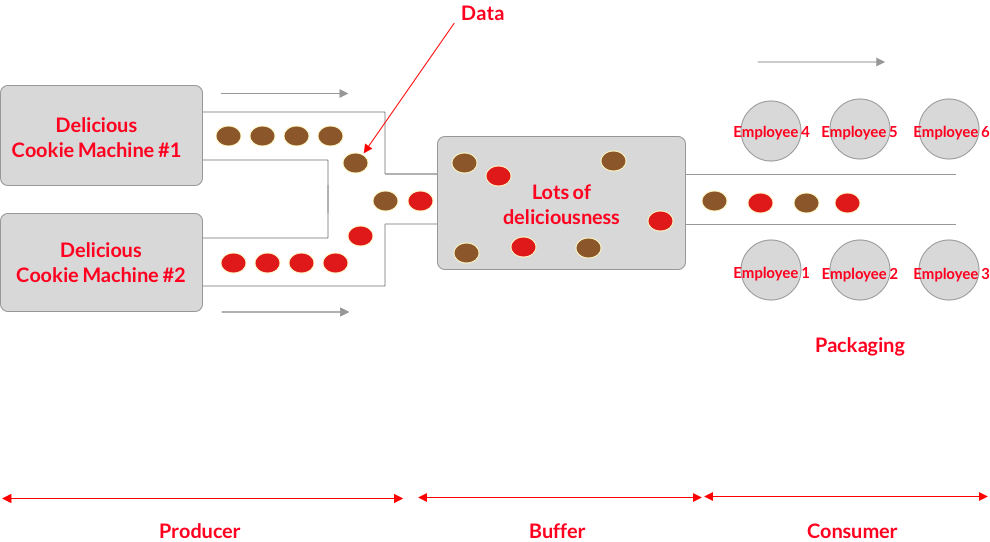 Data
Delicious
Cookie Machine #1
Delicious
Cookie Machine #2
Lots of
deliciousness
Employee 4
Employee 5
Employee 6
Employee 1
Employee 2
Employee 3
Packaging
Producer
Buffer
Consumer